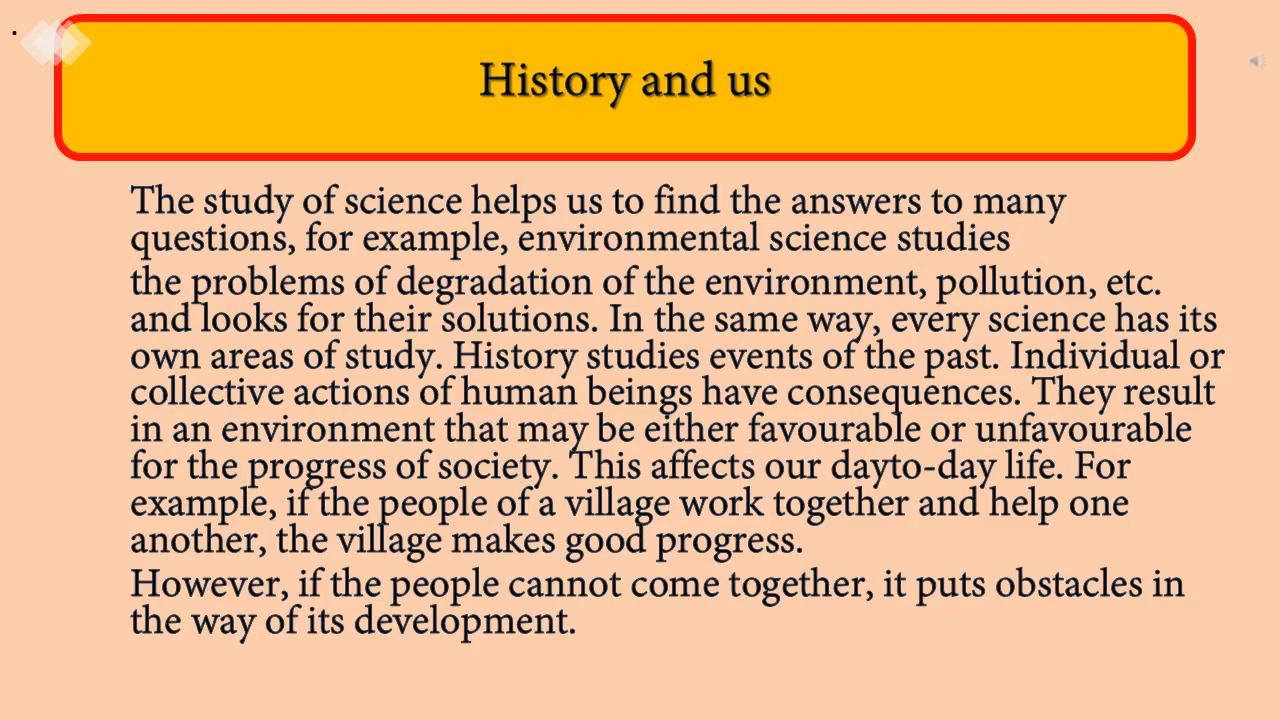 History and us
The study of science helps us to find the answers to many
questions, for example, environmental science studies
the problems of degradation of the environment, pollution, etc.
and looks for their solutions. In the same way, every science has its
own areas of study. History studies events of the past. Individual or
collective actions of human beings have consequences. They result
in an environment that may be either favourable or unfavourable
for the progress of society. This affects our dayto-day life. For
example, if the people of a village work together and help one
another, the village makes good progress.
However, if the people cannot come together, it puts obstacles in
the way of its development.